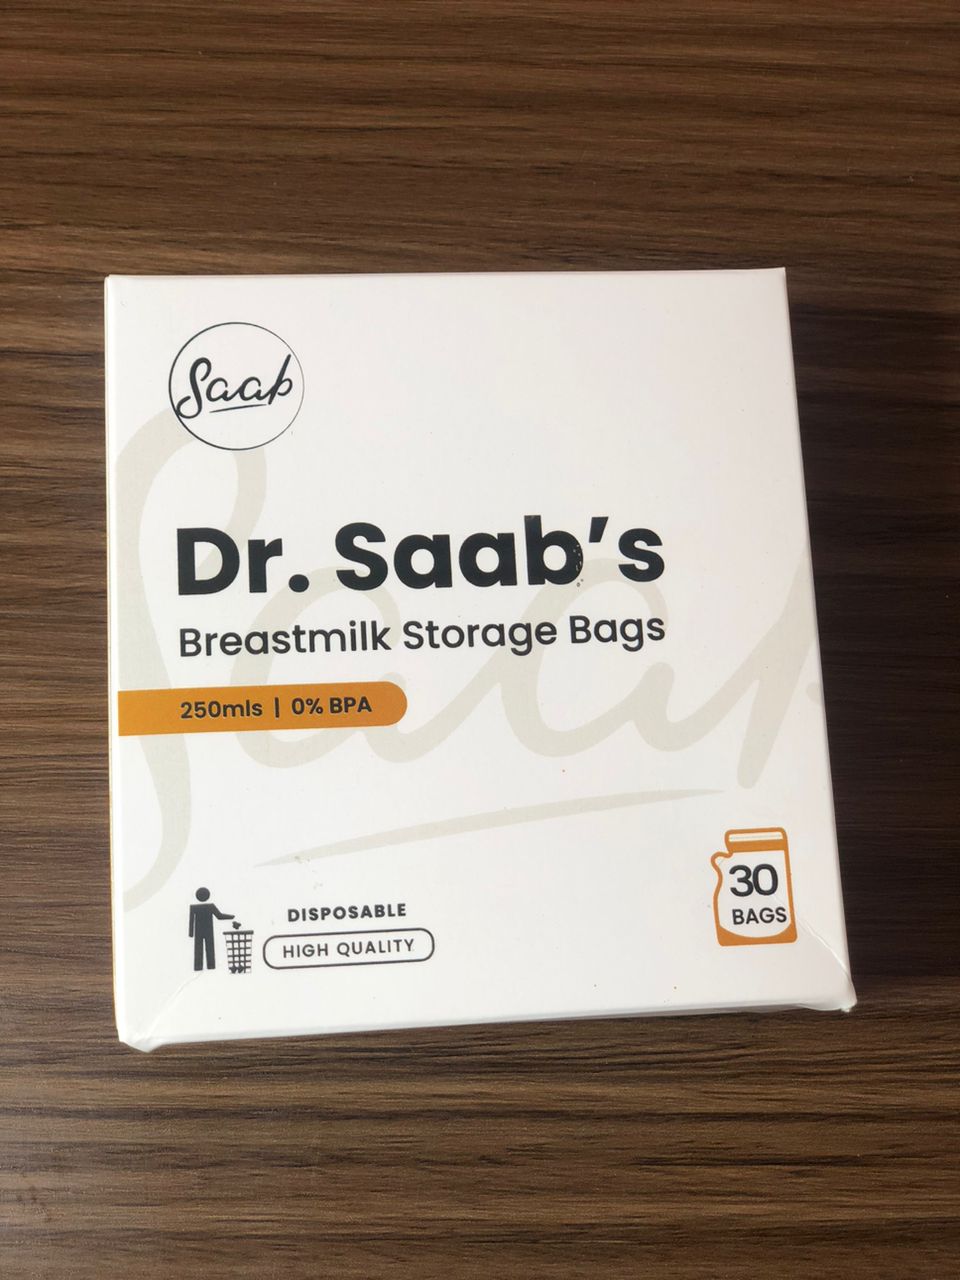 Saab
Dr. Saab's
Breastmilk Storage Bags
250mls | 0% BPA
DISPOSABLE
HIGH QUALITY
30
BAGS